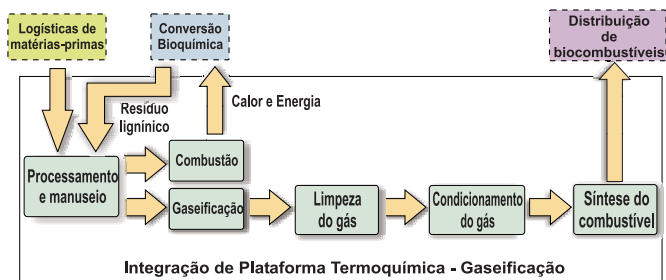 Logísticas de
matérias-primas
Conversão
Bioquímica
Distribuição
de
biocombustíveis
Resíduo
lignínico
Calor e Energia
Processamento
e manuseio
Combustão
Gaseificação
Limpeza
do gás
Condicionamento
do gás
Síntese do
combustível
Integração de Plataforma Termoquímica - Gaseificação